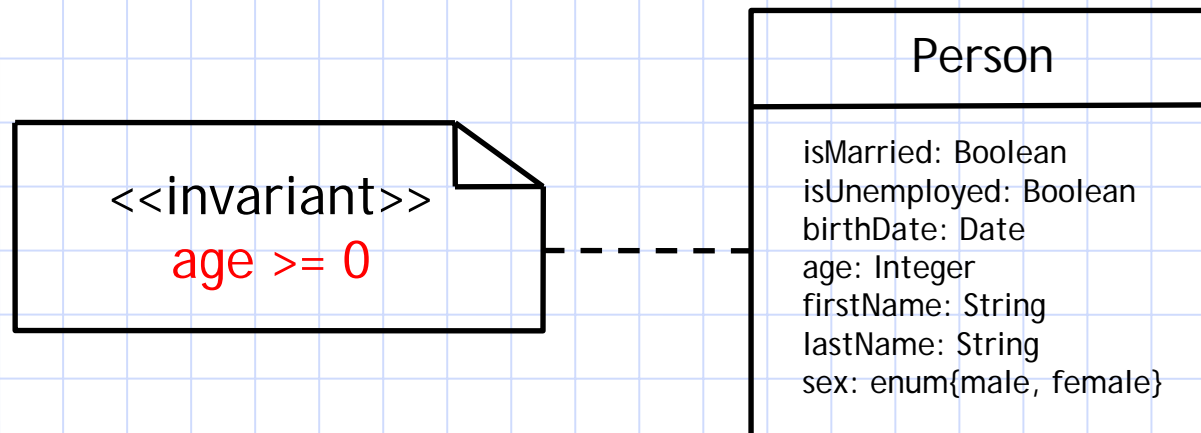 Person
<<invariant>>
age >= 0
isMarried: Boolean
isUnemployed: Boolean
birthDate: Date
age: Integer
firstName: String
lastName: String
sex: enum{male, female}